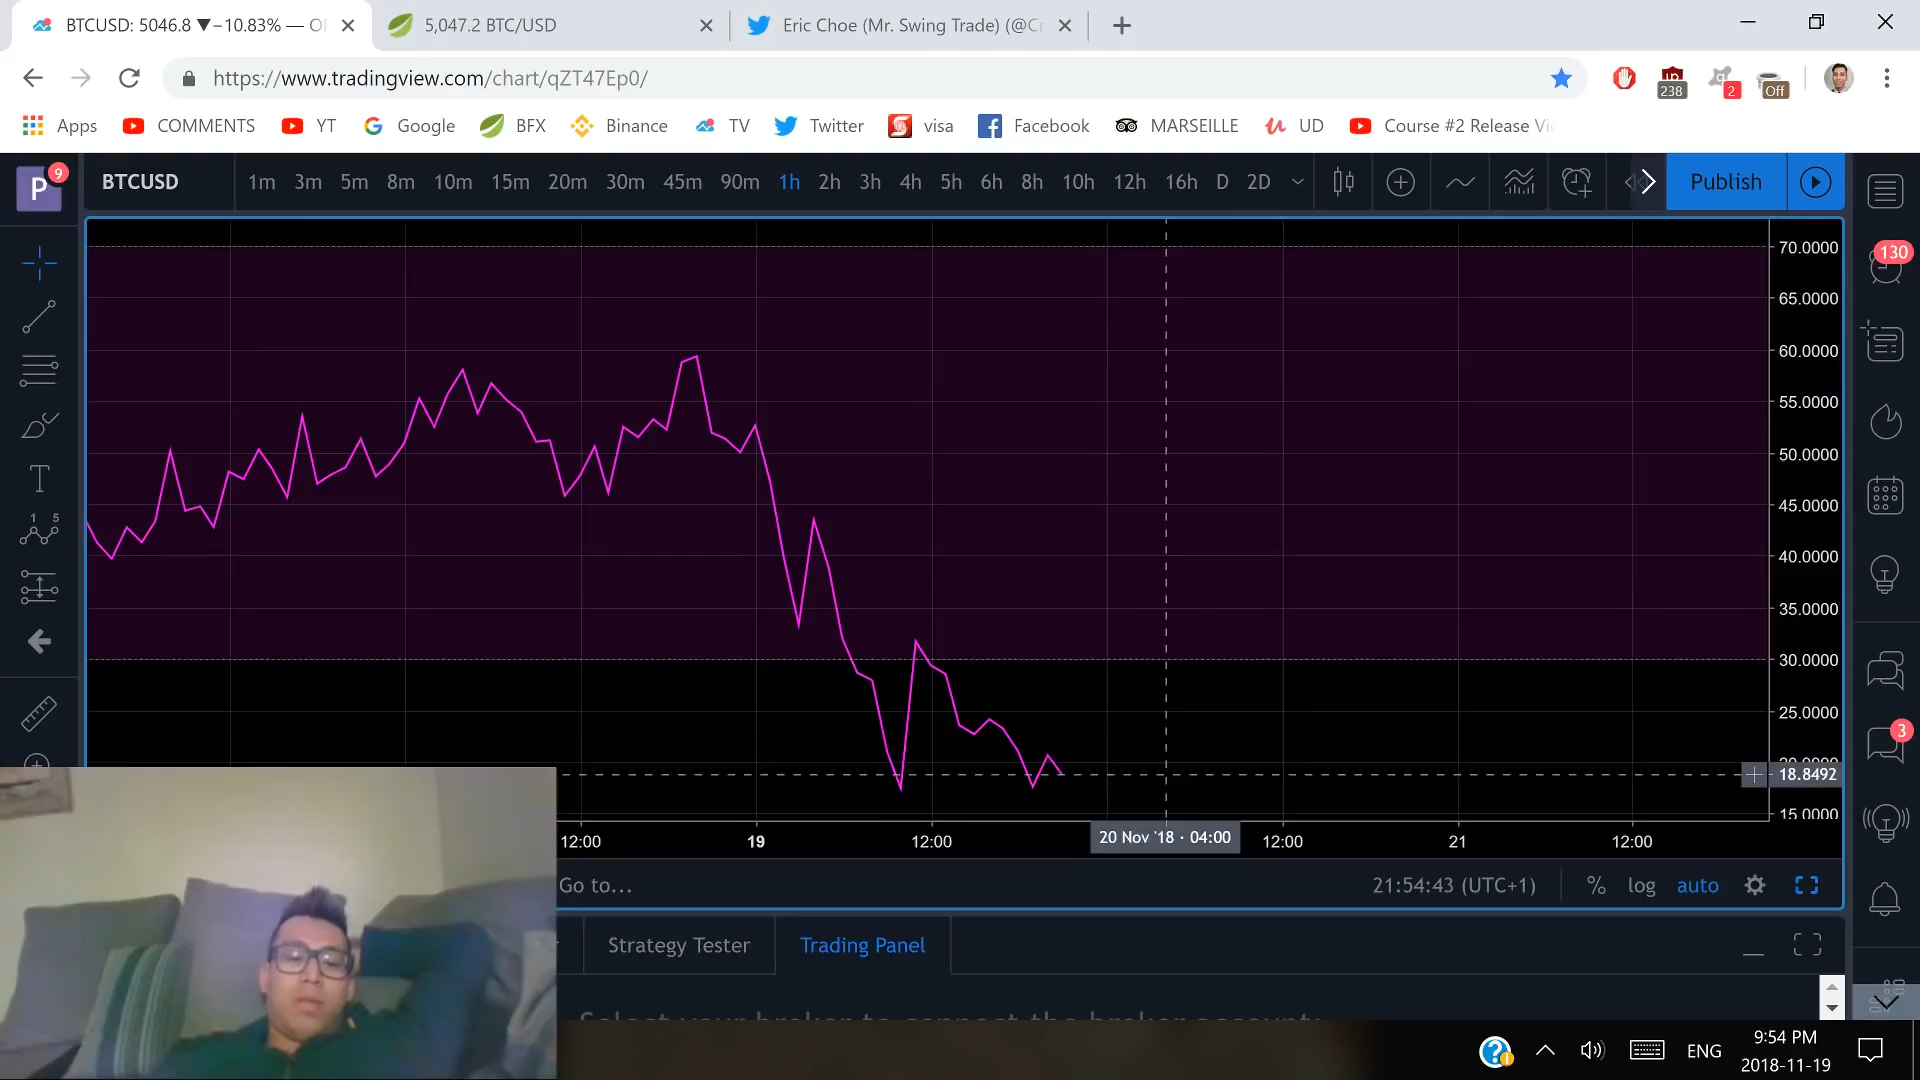 BTCUSD: 5046.8 ▼−10.83% —
5,047.2 BTC/USD
Eric Choe (Mr. Swing Trade)
https://www.tradingview.com/chart/qZT47Ep0/
238
2
Off
Apps
COMMENTS
YT
Google
BFX
Binance
TV
Twitter
visa
Facebook
MARSEILLE
UD
Course #2 Release
P
9
BTCUSD
1m 3m 5m 8m 10m 15m 20m 30m 45m 90m 1h 2h 3h 4h 5h 6h 8h 10h 12h 16h D 2D
Publish
130
70.0000
65.0000
60.0000
55.0000
50.0000
45.0000
40.0000
35.0000
30.0000
25.0000
18.8492
15.0000
1 5
3
12:00
19
12:00
20 Nov '18 · 04:00
12:00
21
12:00
Go to...
21:54:43 (UTC+1)
%
log
auto
Strategy Tester
Trading Panel
ENG
9:54 PM
2018-11-19